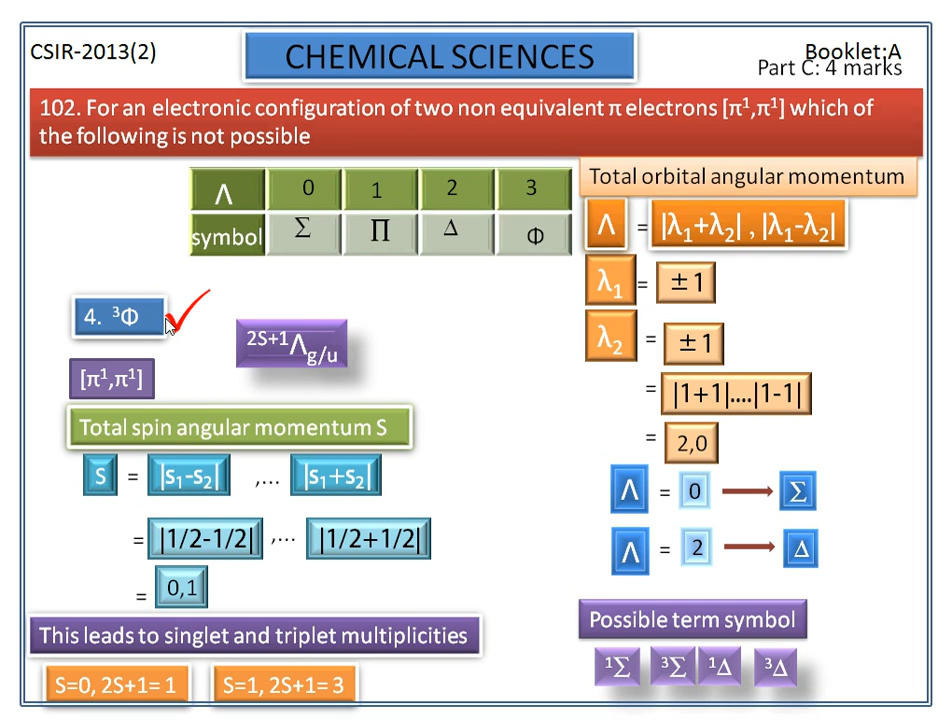 CSIR-2013(2)
CHEMICAL SCIENCES
Booklet;A
Part C: 4 marks
102. For an electronic configuration of two non equivalent π electrons [π¹,π¹] which of
the following is not possible
Λ 0 1 2 3
symbol Σ Π Δ Φ
Total orbital angular momentum
Λ = |λ₁+λ₂| , |λ₁-λ₂|
λ₁ = ±1
λ₂ = ±1
= |1+1|....|1-1|
= 2,0
Λ = 0 Σ
Λ = 2 Δ
Possible term symbol
¹Σ ³Σ ¹Δ ³Δ
4. ³Φ
²ˢ⁺¹Λg/u
[π¹,π¹]
Total spin angular momentum S
S = |s₁-s₂| ,... |s₁+s₂|
= |1/2-1/2| ,... |1/2+1/2|
= 0,1
This leads to singlet and triplet multiplicities
S=0, 2S+1= 1 S=1, 2S+1= 3